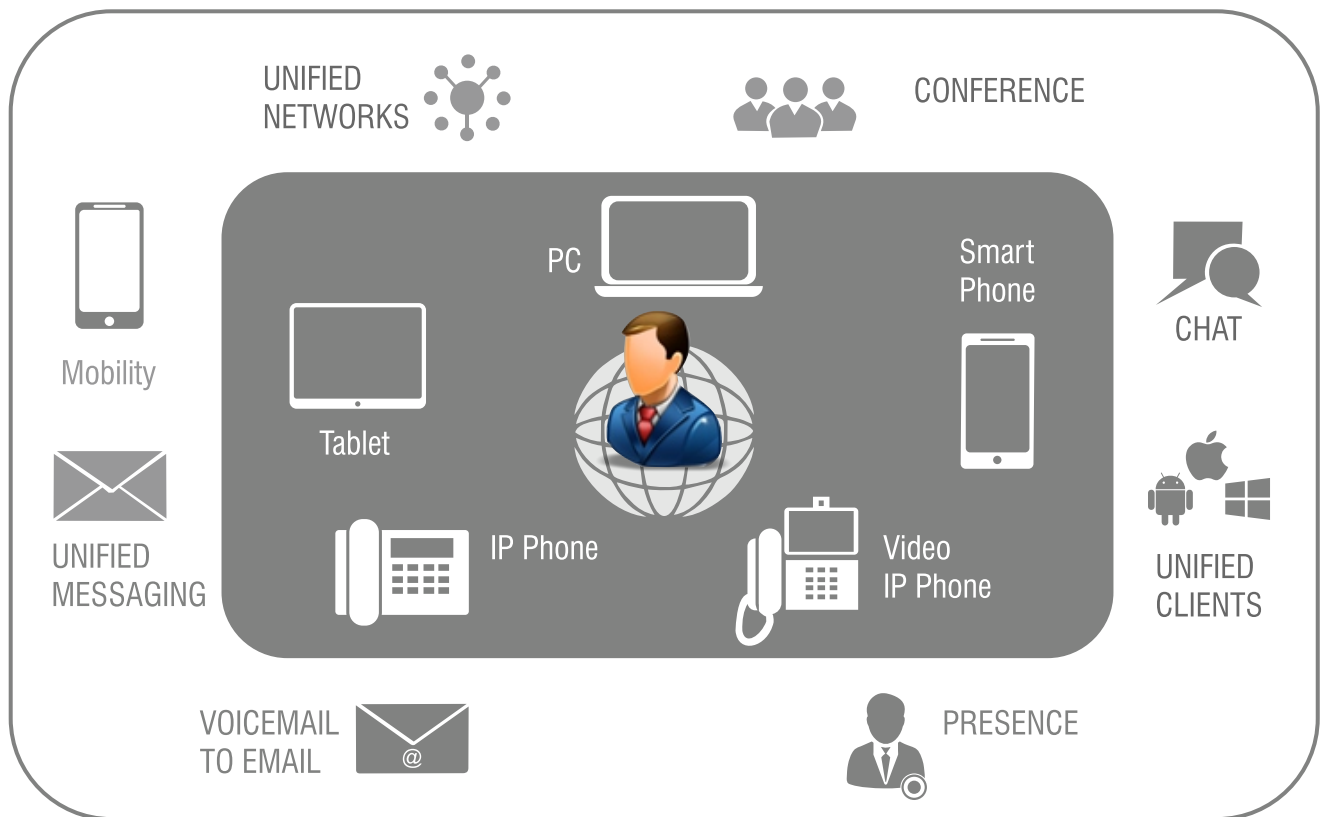 UNIFIED
NETWORKS
CONFERENCE
PC
Smart
Phone
CHAT
Mobility
Tablet
UNIFIED
MESSAGING
IP Phone
Video
IP Phone
UNIFIED
CLIENTS
VOICEMAIL
TO EMAIL
@
PRESENCE